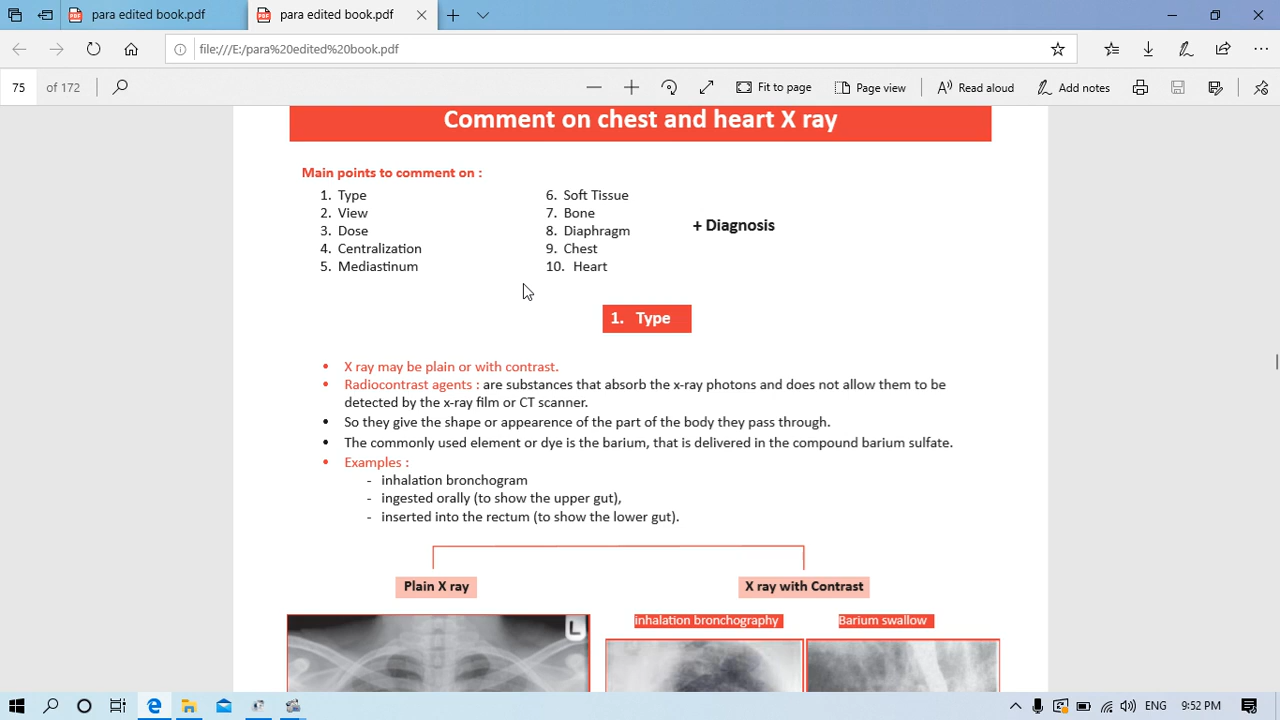 PDF
para edited book.pdf
file:///E:/para%20edited%20book.pdf
75 of 172
Fit to page
Page view
Read aloud
Add notes
Comment on chest and heart X ray
Main points to comment on :
1. Type
2. View
3. Dose
4. Centralization
5. Mediastinum
6. Soft Tissue
7. Bone
8. Diaphragm
9. Chest
10. Heart
+ Diagnosis
1. Type
• X ray may be plain or with contrast.
• Radiocontrast agents : are substances that absorb the x-ray photons and does not allow them to be
detected by the x-ray film or CT scanner.
• So they give the shape or appearence of the part of the body they pass through.
• The commonly used element or dye is the barium, that is delivered in the compound barium sulfate.
• Examples :
- inhalation bronchogram
- ingested orally (to show the upper gut),
- inserted into the rectum (to show the lower gut).
Plain X ray
X ray with Contrast
inhalation bronchography
Barium swallow
L
ENG
9:52 PM